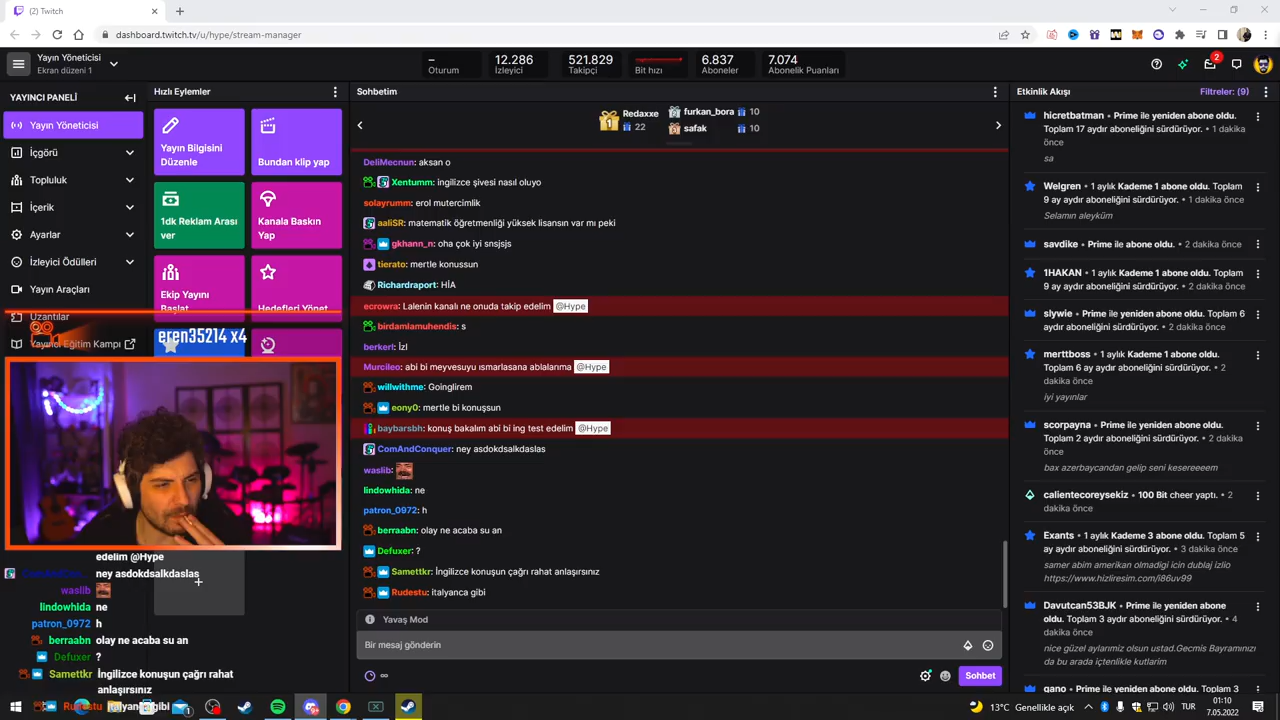 (2) Twitch
dashboard.twitch.tv/u/hype/stream-manager
Yayın Yöneticisi
Ekran düzeni 1
–
Oturum
12.286
İzleyici
521.829
Takipçi
Bit hızı
6.837
Aboneler
7.074
Abonelik Puanları
2
YAYINCI PANELİ
Yayın Yöneticisi
İçgörü
Topluluk
İçerik
Ayarlar
İzleyici Ödülleri
Yayın Araçları
Uzantılar
Yayıncı Eğitim Kampı
Hızlı Eylemler
Yayın Bilgisini
Düzenle
Bundan klip yap
1dk Reklam Arası
ver
Kanala Baskın
Yap
Ekip Yayını
Başlat
Hedefleri Yönet
eren35214 x4
Sohbetim
1
Redaxxe
22
furkan_bora 10
safak 10
DeliMecnun: aksan o
Xentumm: ingilizce şivesi nasıl oluyo
solayrumm: erol mutercimlik
aaliSR: matematik öğretmenliği yüksek lisansın var mı peki
gkhann_n: oha çok iyi snsjsjs
tierato: mertle konussun
Richardraport: HİA
ecrowra: Lalenin kanalı ne onuda takip edelim @Hype
birdamlamuhendis: s
berkerl: İzl
Murcileo: abi bi meyvesuyu ısmarlasana ablalarıma @Hype
willwithme: Goinglirem
eony0: mertle bi konuşsun
baybarsbh: konuş bakalım abi bi ing test edelim @Hype
ComAndConquer: ney asdokdsalkdaslas
waslib:
lindowhida: ne
patron_0972: h
berraabn: olay ne acaba su an
Defuxer: ?
Samettkr: İngilizce konuşun çağrı rahat anlaşırsınız
Rudestu: italyanca gibi
Yavaş Mod
Bir mesaj gönderin
∞
Sohbet
Etkinlik Akışı
Filtreler: (9)
hicretbatman • Prime ile yeniden abone oldu.
Toplam 17 aydır aboneliğini sürdürüyor. • 1 dakika
önce
sa
Welgren • 1 aylık Kademe 1 abone oldu. Toplam
9 ay aydır aboneliğini sürdürüyor. • 1 dakika önce
Selamın aleyküm
savdike • Prime ile abone oldu. • 2 dakika önce
1HAKAN • 1 aylık Kademe 1 abone oldu. Toplam
9 ay aydır aboneliğini sürdürüyor. • 2 dakika önce
slywie • Prime ile yeniden abone oldu. Toplam 6
aydır aboneliğini sürdürüyor. • 2 dakika önce
merttboss • 1 aylık Kademe 1 abone oldu.
Toplam 6 ay aydır aboneliğini sürdürüyor. • 2
dakika önce
iyi yayınlar
scorpayna • Prime ile yeniden abone oldu.
Toplam 2 aydır aboneliğini sürdürüyor. • 2 dakika
önce
bax azerbaycandan gelip seni kesereeeem
calientecoreysekiz • 100 Bit cheer yaptı. • 2
dakika önce
Exants • 1 aylık Kademe 3 abone oldu. Toplam 5
ay aydır aboneliğini sürdürüyor. • 3 dakika önce
samer abim amerikan olmadigi icin dublaj izlio
https://www.hizliresim.com/i86uv99
Davutcan53BJK • Prime ile yeniden abone
oldu. Toplam 3 aydır aboneliğini sürdürüyor. • 4
dakika önce
nice güzel aylarımiz olsun ustad.Gecmis Bayramınızı
da bu arada içtenlikle kutlarim
gano • Prime ile yeniden abone oldu. Toplam 3
edelim @Hype
ney asdokdsalkdaslas
waslib
lindowhida ne
patron_0972 h
berraabn olay ne acaba su an
Defuxer ?
Samettkr İngilizce konuşun çağrı rahat
anlaşırsınız
Rudestu
13°C Gecelikle açık
TUR
01:10
7.05.2022